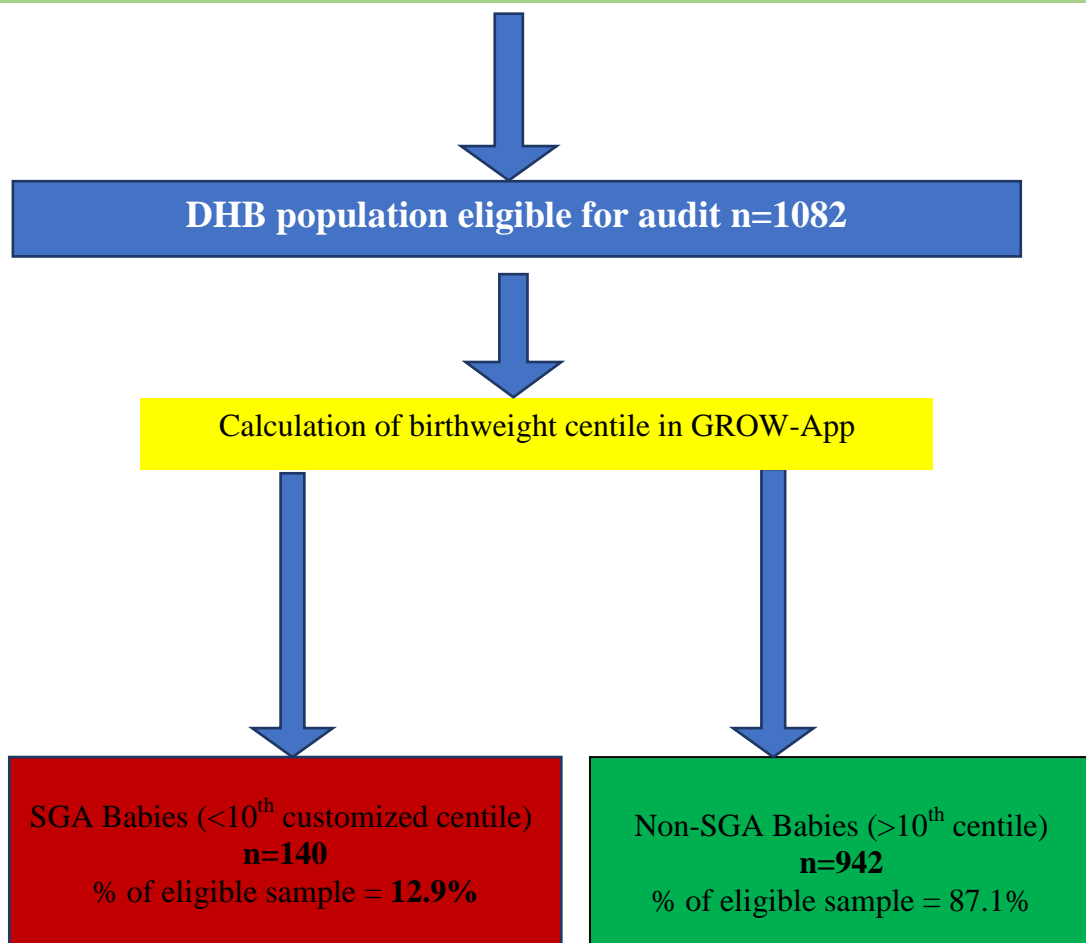 DHB population eligible for audit n=1082
Calculation of birthweight centile in GROW-App
SGA Babies (<10th customized centile)
n=140
% of eligible sample = 12.9%
Non-SGA Babies (>10th centile)
n=942
% of eligible sample = 87.1%